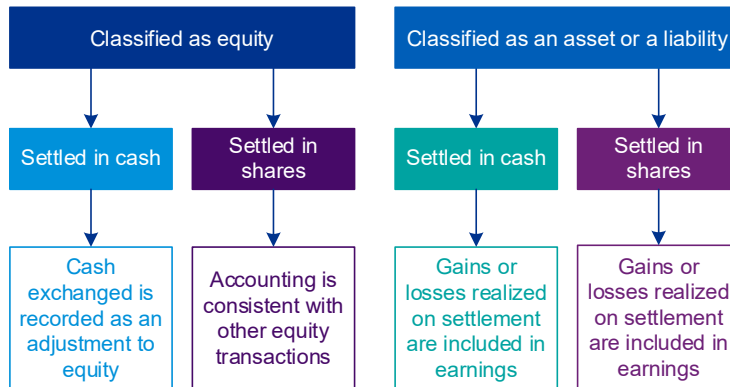 Classified as equity
Classified as an asset or a liability
Settled in cash
Settled in
shares
Settled in cash
Settled in
shares
Cash
exchanged is
recorded as an
adjustment to
equity
Accounting is
consistent with
other equity
transactions
Gains or
losses realized
on settlement
are included in
earnings
Gains or
losses realized
on settlement
are included in
earnings